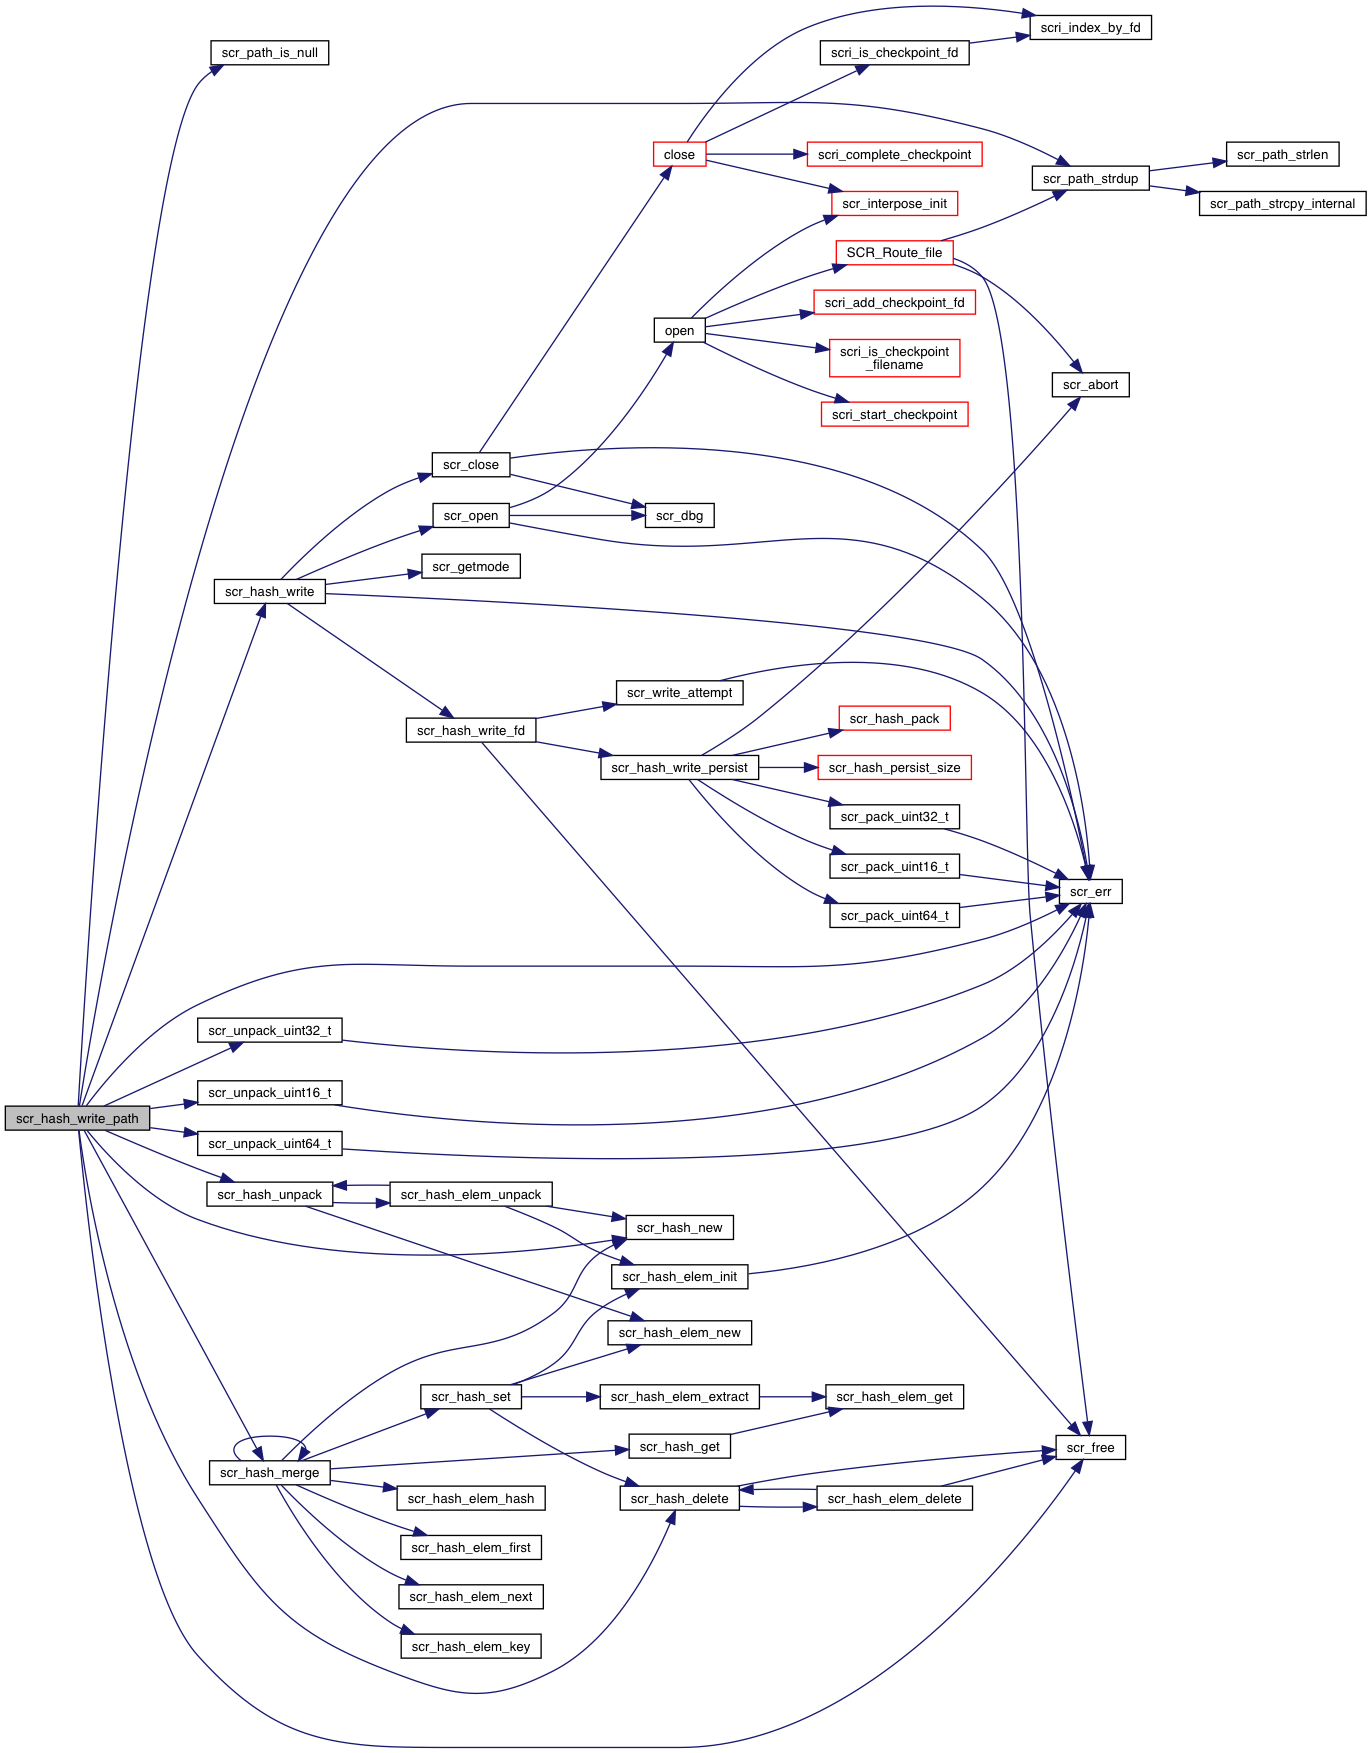 scri_index_by_fd
scr_path_is_null
scri_is_checkpoint_fd
close
scri_complete_checkpoint
scr_path_strlen
scr_path_strdup
scr_interpose_init
scr_path_strcpy_internal
SCR_Route_file
scri_add_checkpoint_fd
open
scri_is_checkpoint
_filename
scr_abort
scri_start_checkpoint
scr_close
scr_open
scr_dbg
scr_getmode
scr_hash_write
scr_write_attempt
scr_hash_pack
scr_hash_write_fd
scr_hash_write_persist
scr_hash_persist_size
scr_pack_uint32_t
scr_pack_uint16_t
scr_err
scr_pack_uint64_t
scr_unpack_uint32_t
scr_unpack_uint16_t
scr_hash_write_path
scr_unpack_uint64_t
scr_hash_unpack
scr_hash_elem_unpack
scr_hash_new
scr_hash_elem_init
scr_hash_elem_new
scr_hash_set
scr_hash_elem_extract
scr_hash_elem_get
scr_hash_get
scr_free
scr_hash_merge
scr_hash_elem_hash
scr_hash_delete
scr_hash_elem_delete
scr_hash_elem_first
scr_hash_elem_next
scr_hash_elem_key